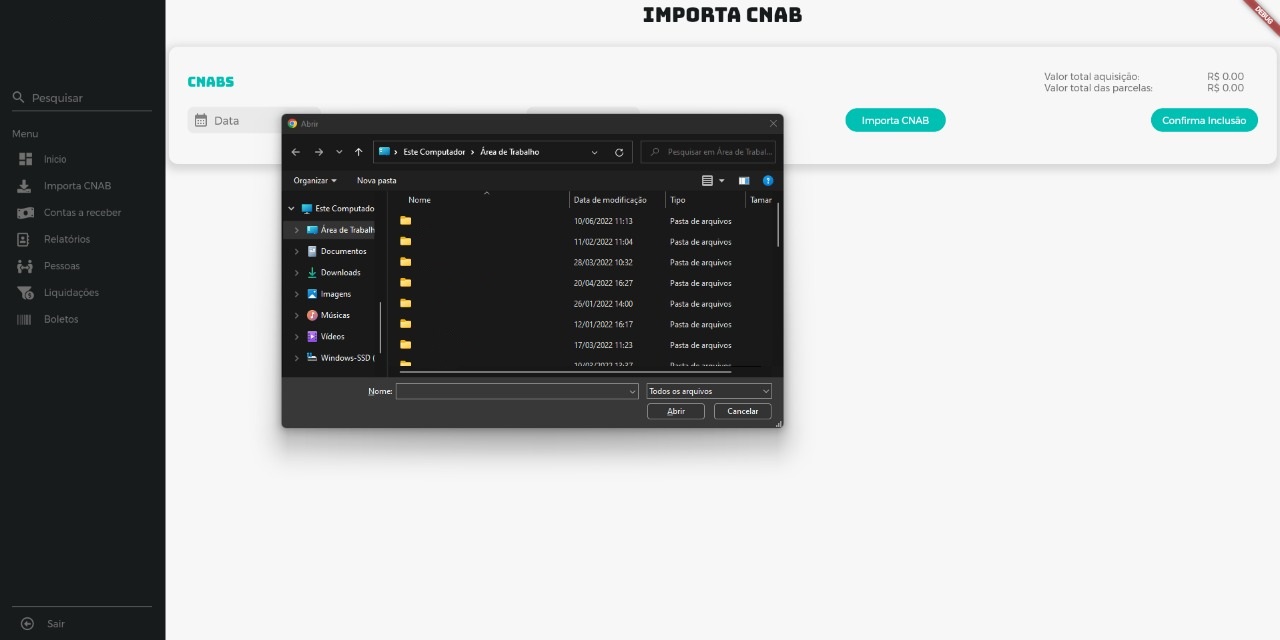 IMPORTA CNAB
DEBUG
Pesquisar
Menu
Inicio
Importa CNAB
Contas a receber
Relatórios
Pessoas
Liquidações
Boletos
Sair
CNABS
Valor total aquisição: R$ 0.00
Valor total das parcelas: R$ 0.00
Data
Importa CNAB
Confirma Inclusão
Abrir
Este Computador > Área de Trabalho
Pesquisar em Área de Trabal...
Organizar
Nova pasta
Este Computado
Área de Trabalh
Documentos
Downloads
Imagens
Músicas
Vídeos
Windows-SSD (
Nome Data de modificação Tipo Tamar
10/06/2022 11:13 Pasta de arquivos
11/02/2022 11:04 Pasta de arquivos
28/03/2022 10:32 Pasta de arquivos
20/04/2022 16:27 Pasta de arquivos
26/01/2022 14:00 Pasta de arquivos
12/01/2022 16:17 Pasta de arquivos
17/03/2022 11:23 Pasta de arquivos
Pasta de arquivos
Nome:
Todos os arquivos
Abrir
Cancelar